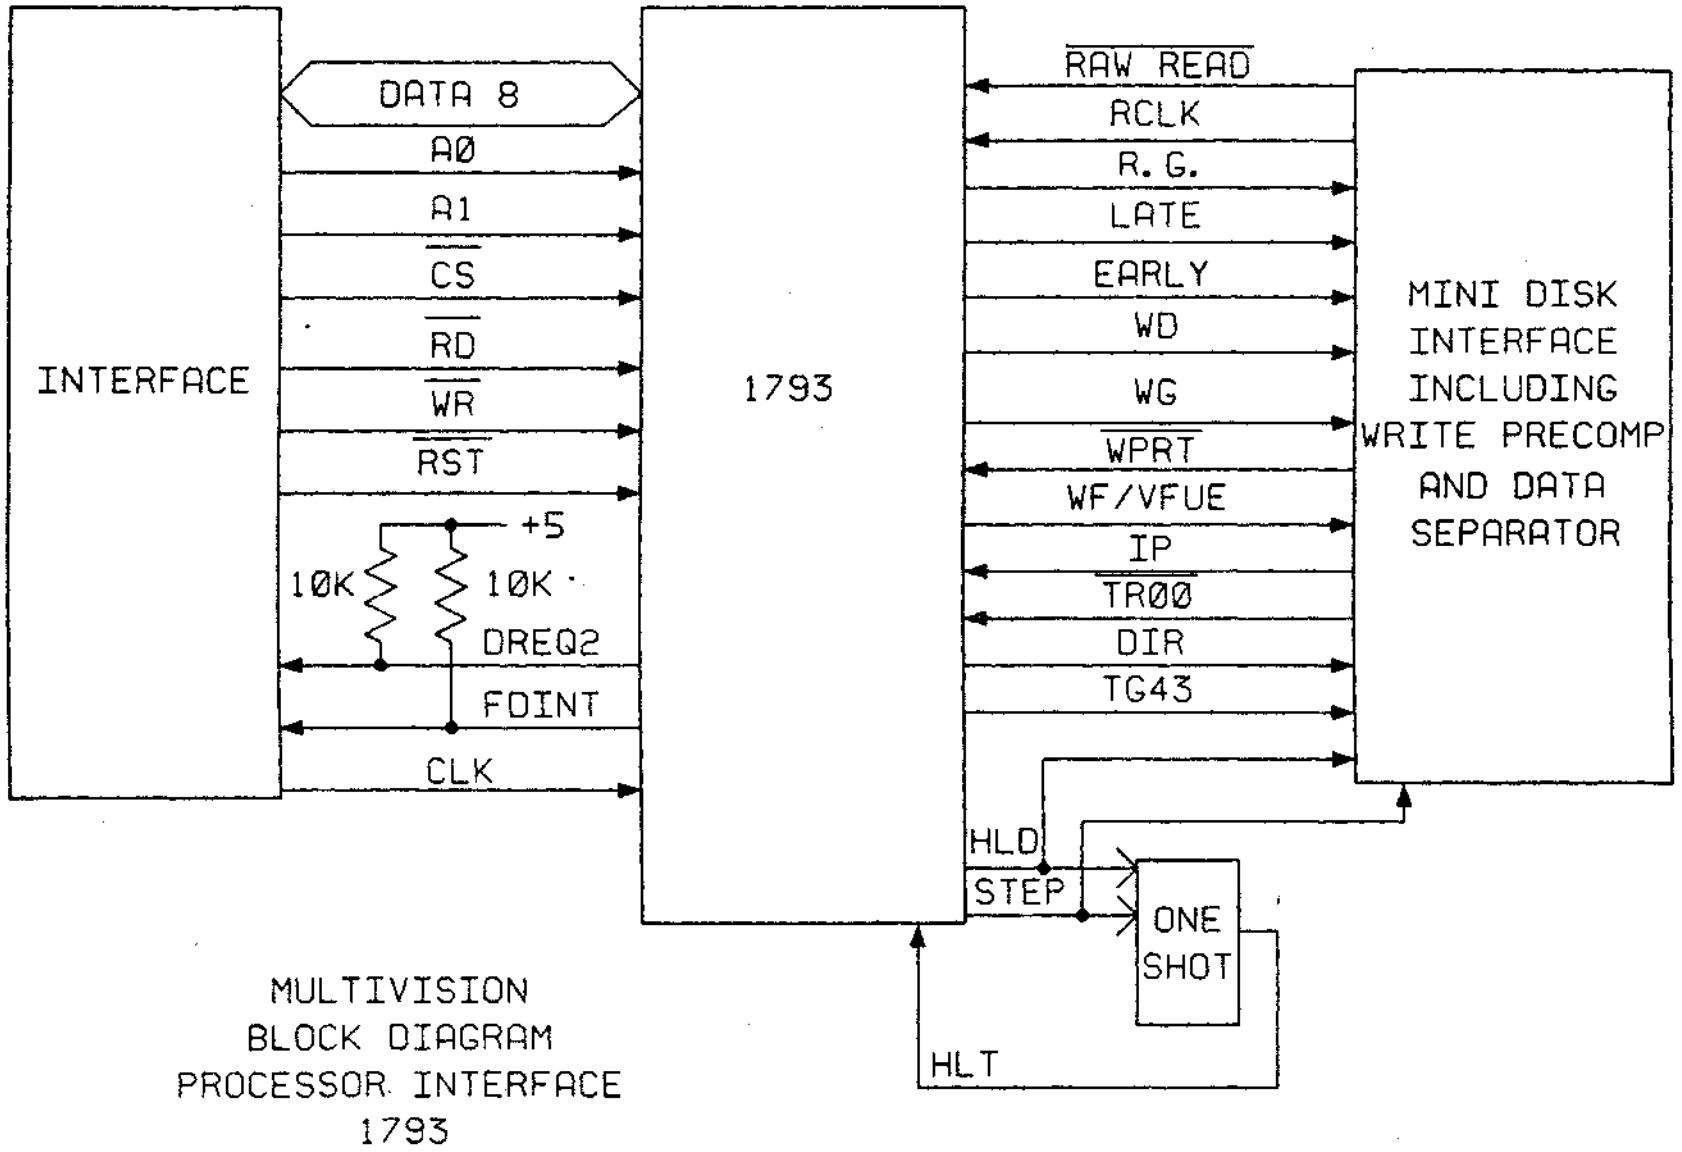 INTERFACE
DATA 8
A0
A1
CS
RD
WR
RST
+5
10K
10K
DREQ2
FDINT
CLK
1793
RAW READ
RCLK
R.G.
LATE
EARLY
WD
WG
WPRT
WF/VFUE
IP
TR00
DIR
TG43
MINI DISK
INTERFACE
INCLUDING
WRITE PRECOMP
AND DATA
SEPARATOR
HLD
STEP
ONE
SHOT
HLT
MULTIVISION
BLOCK DIAGRAM
PROCESSOR INTERFACE
1793